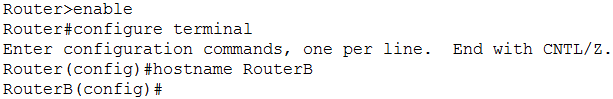 Router>enable
Router#configure terminal
Enter configuration commands, one per line.  End with CNTL/Z.
Router(config)#hostname RouterB
RouterB(config)#